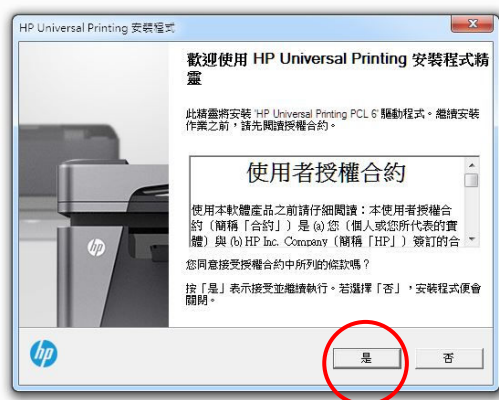 HP Universal Printing 安裝程式
歡迎使用 HP Universal Printing 安裝程式精
靈
此精靈將安裝 'HP Universal Printing PCL 6' 驅動程式。繼續安裝
作業之前，請先閱讀授權合約。
使用者授權合約
使用本軟體產品之前請仔細閱讀：本使用者授權合
約（簡稱「合約」）是 (a) 您（個人或您所代表的實
體）與 (b) HP Inc. Company（簡稱「HP」）簽訂的合
您同意接受授權合約中所列的條款嗎？
按「是」表示接受並繼續執行。若選擇「否」，安裝程式便會
關閉。
hp
hp
是
否